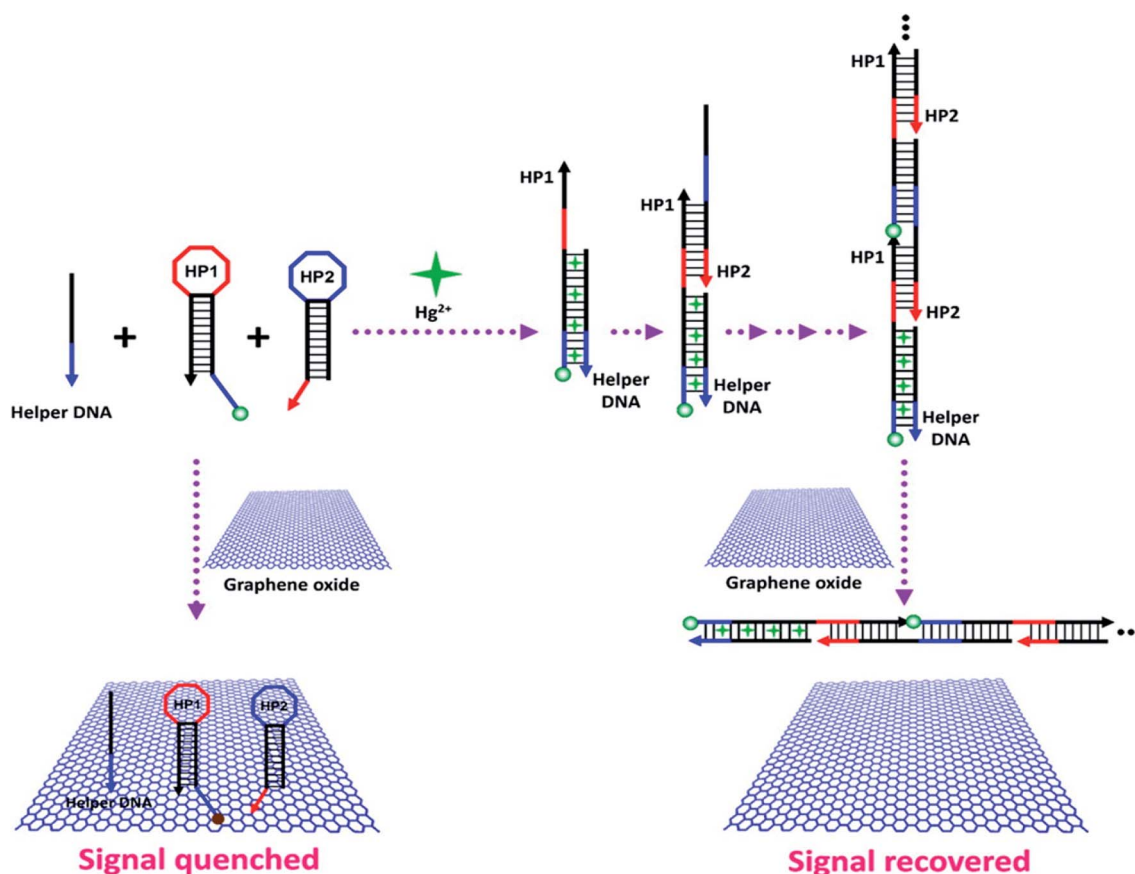 HP1
HP2
HP1
HP2
+
+
Hg²⁺
HP1
HP1
HP2
HP1
HP2
Helper DNA
Helper
DNA
Helper
DNA
Helper
DNA
Graphene oxide
Graphene oxide
HP1
HP2
Helper DNA
Signal quenched
Signal recovered